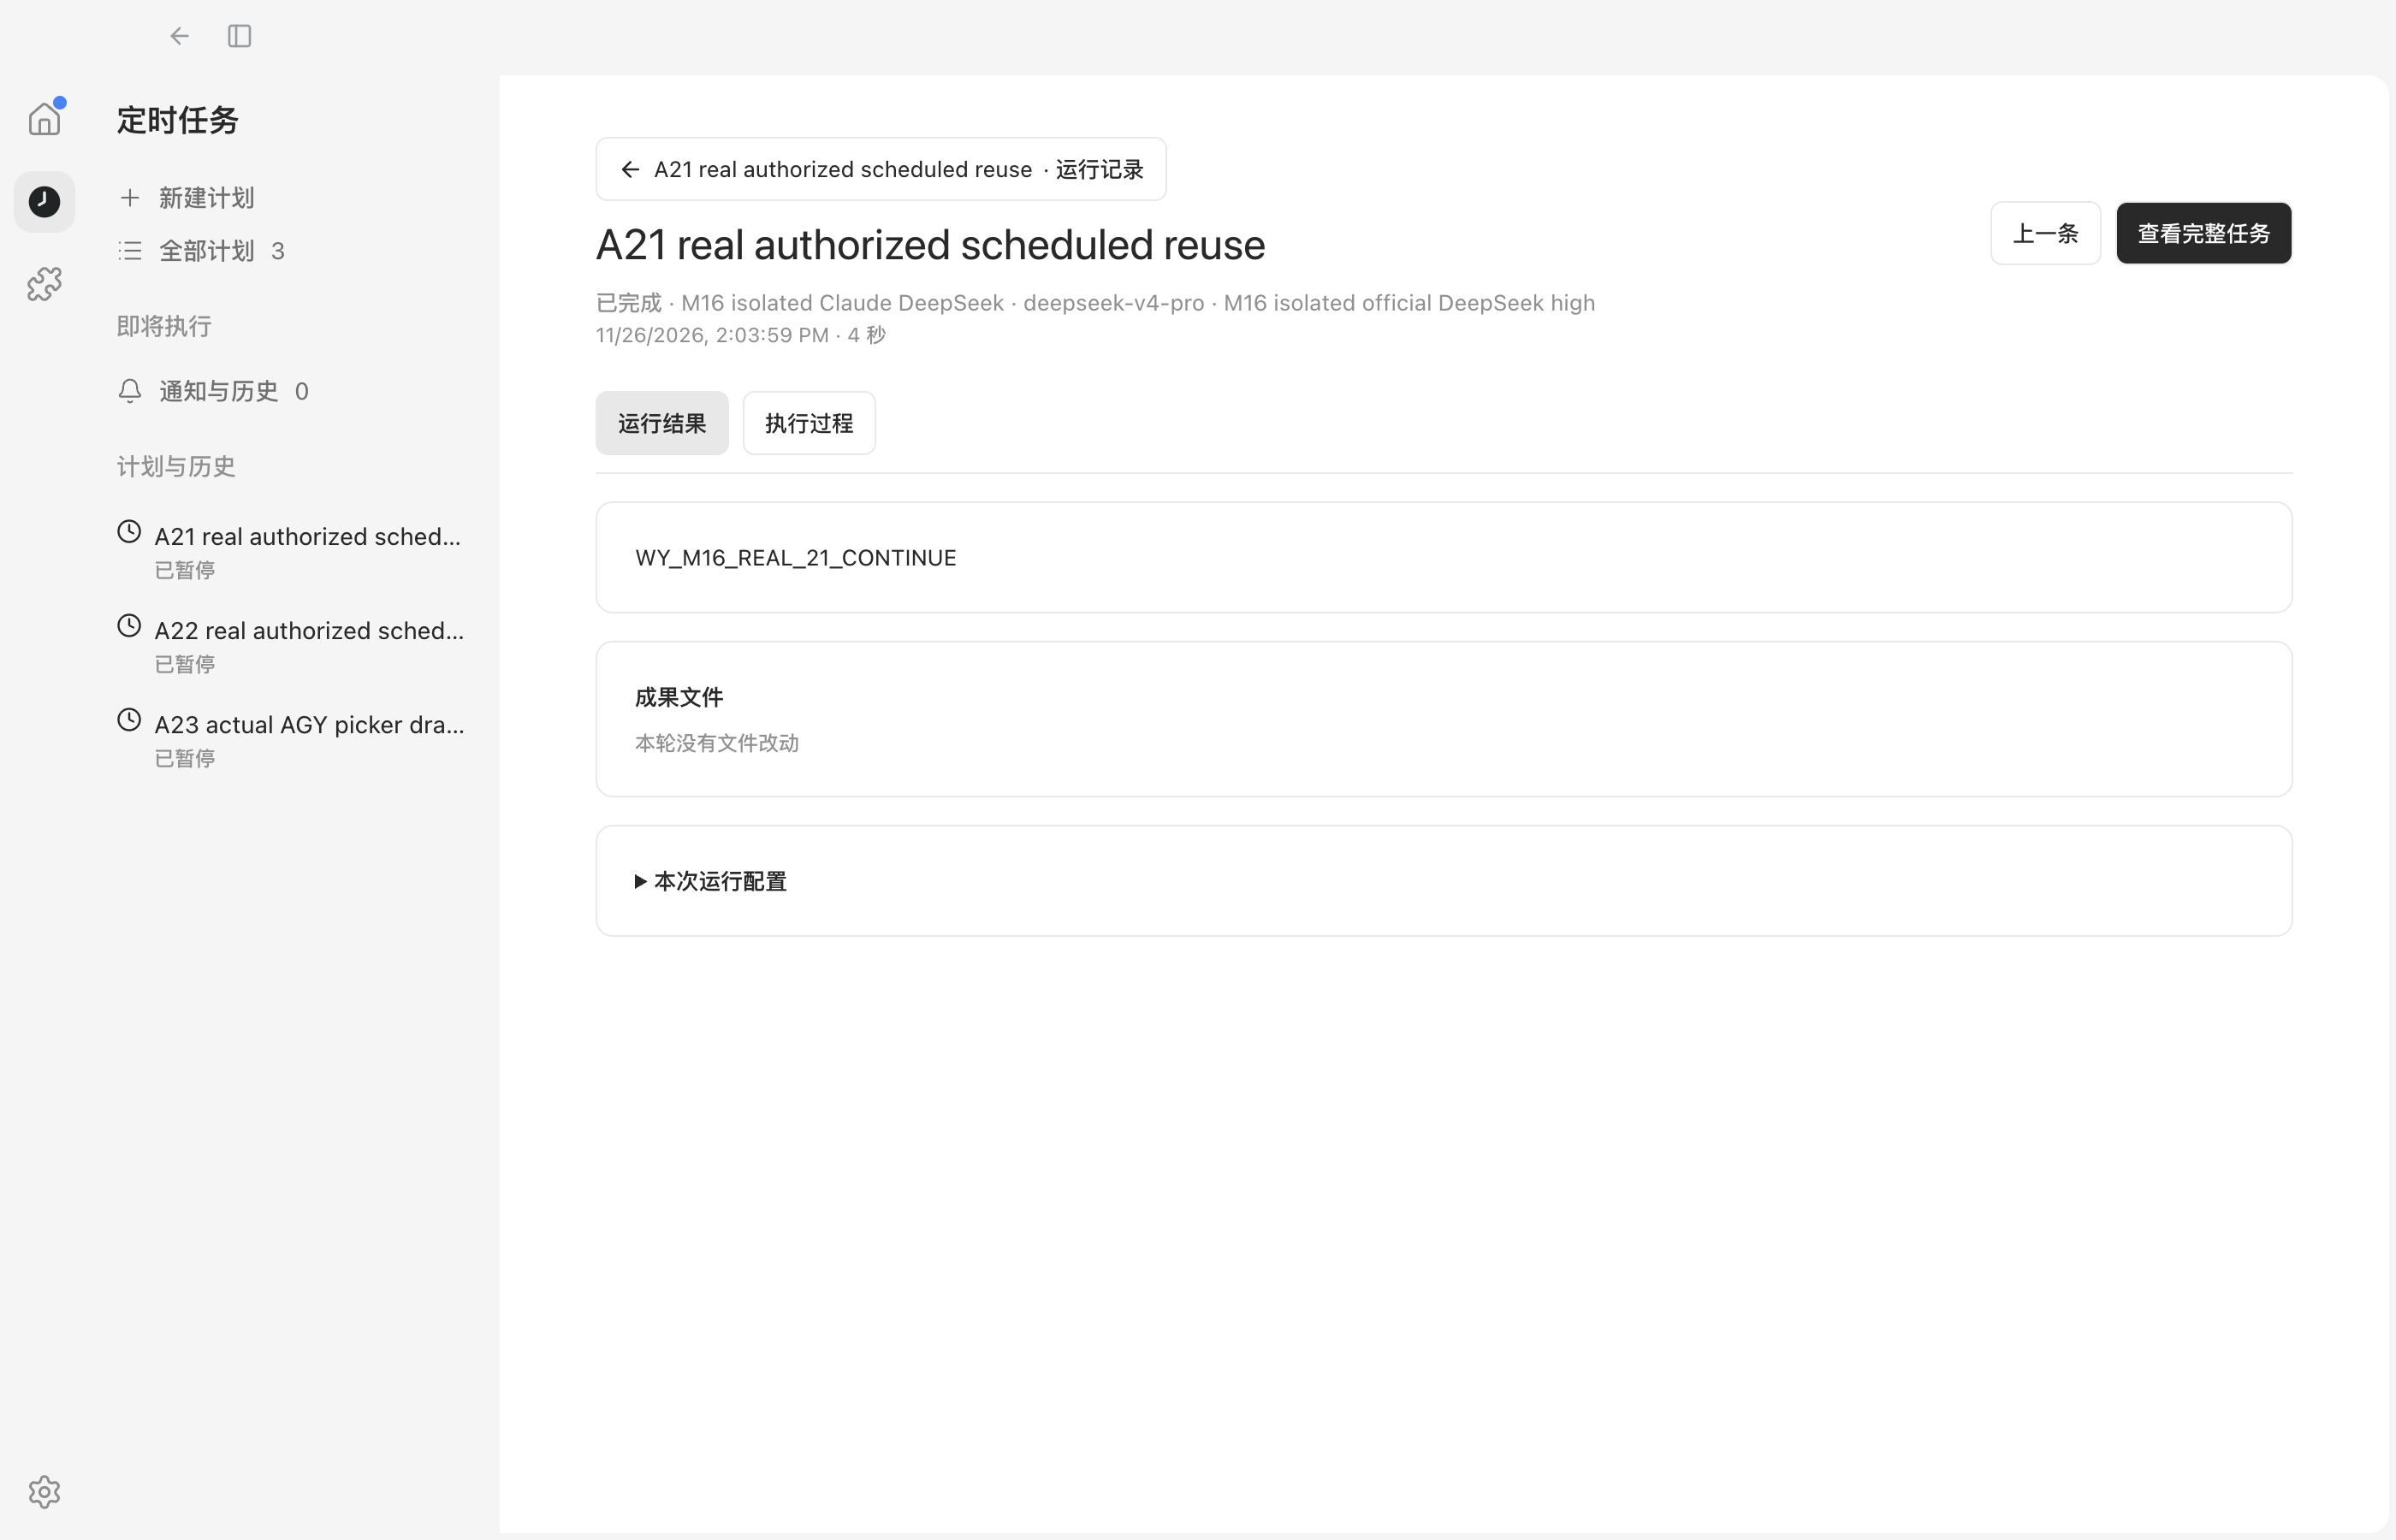 定时任务
新建计划
全部计划 3
即将执行
通知与历史 0
计划与历史
A21 real authorized sched...
已暂停
A22 real authorized sched...
已暂停
A23 actual AGY picker dra...
已暂停
A21 real authorized scheduled reuse · 运行记录
A21 real authorized scheduled reuse
上一条
查看完整任务
已完成 · M16 isolated Claude DeepSeek · deepseek-v4-pro · M16 isolated official DeepSeek high
11/26/2026, 2:03:59 PM · 4 秒
运行结果
执行过程
WY_M16_REAL_21_CONTINUE
成果文件
本轮没有文件改动
本次运行配置